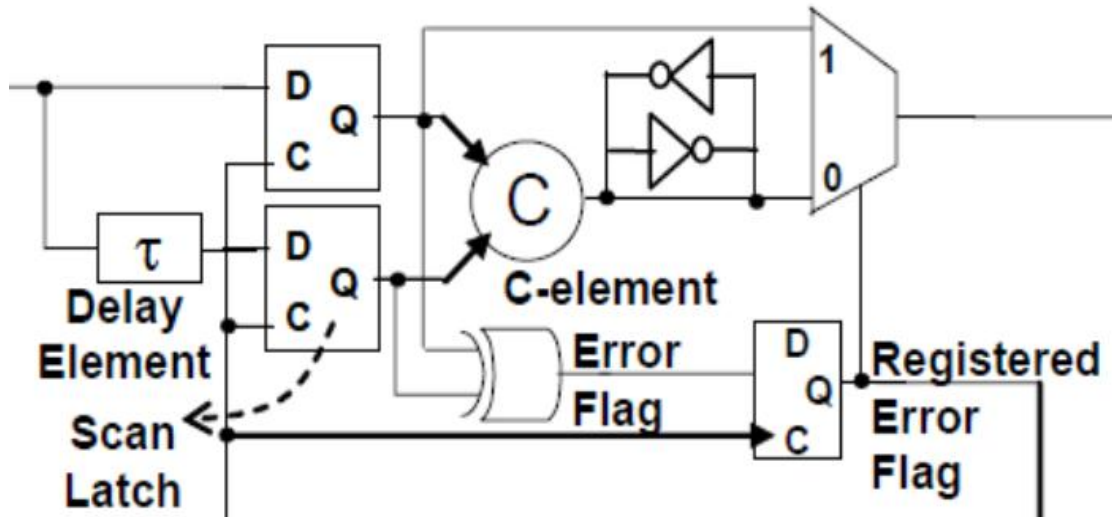 D
Q
C
1
0
C
τ
D
Q
C
C-element
Delay
Element
Scan
Latch
Error
Flag
D
Q
C
Registered
Error
Flag